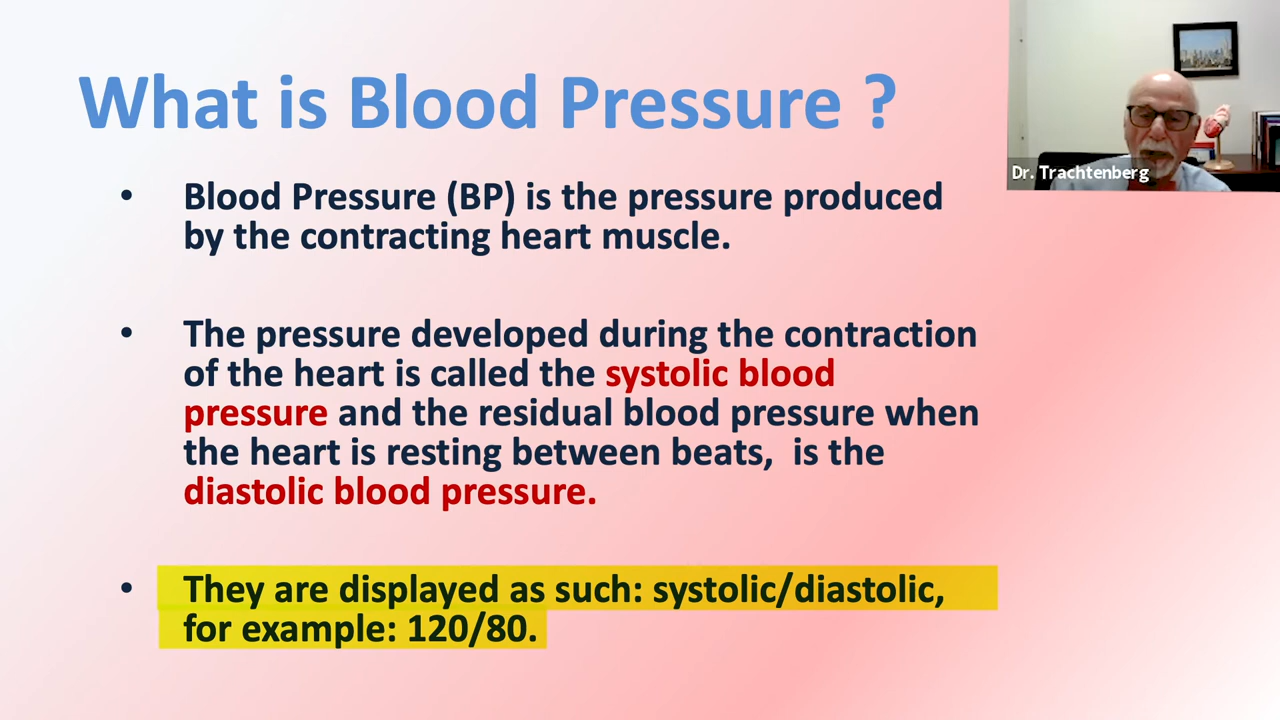 What is Blood Pressure ?
Dr. Trachtenberg
• Blood Pressure (BP) is the pressure produced
by the contracting heart muscle.
• The pressure developed during the contraction
of the heart is called the systolic blood
pressure and the residual blood pressure when
the heart is resting between beats,  is the
diastolic blood pressure.
• They are displayed as such: systolic/diastolic,
for example: 120/80.